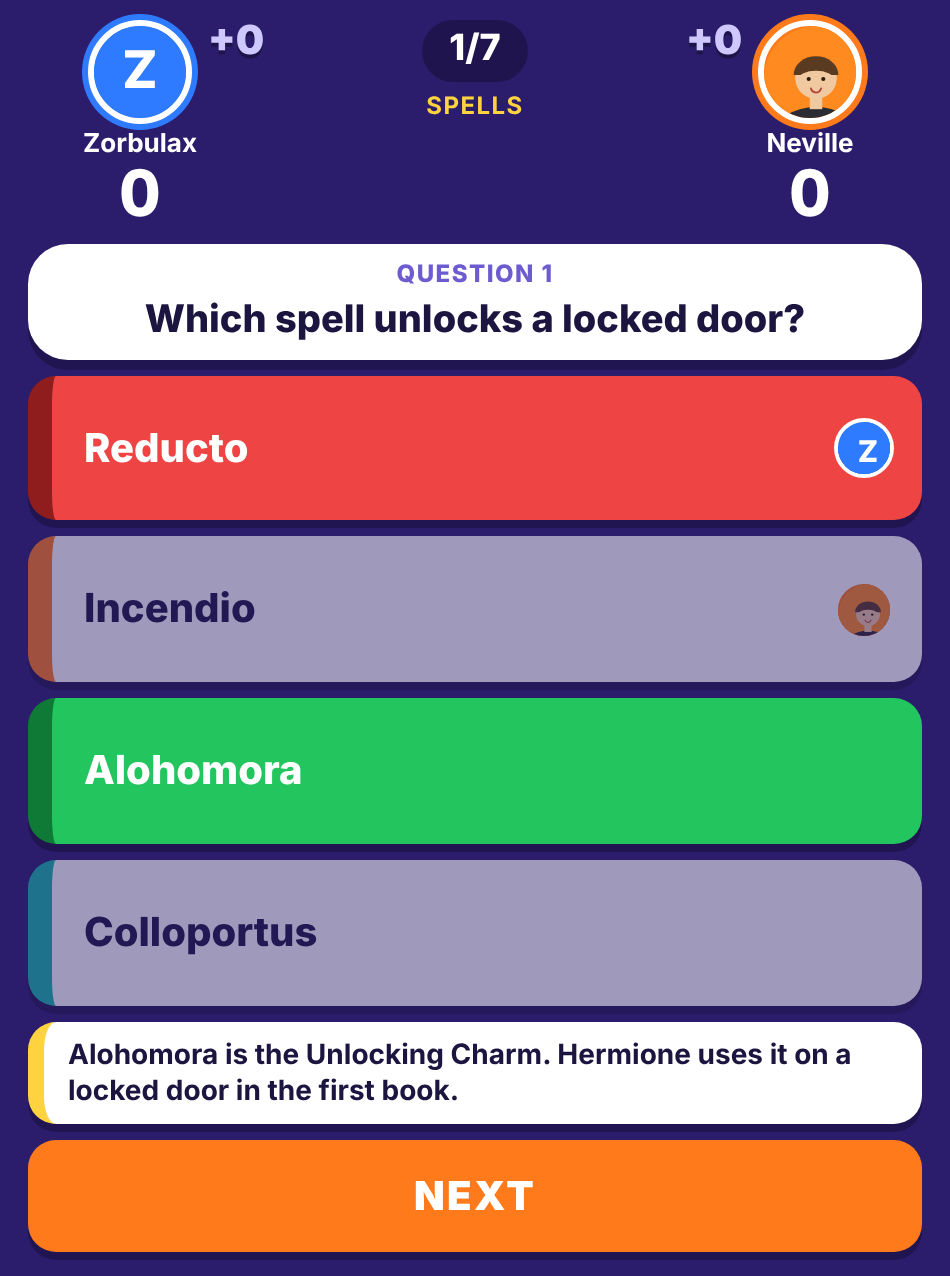 Z
+0
1/7
SPELLS
+0
Zorbulax
0
Neville
0
QUESTION 1
Which spell unlocks a locked door?
Reducto
Z
Incendio
Alohomora
Colloportus
Alohomora is the Unlocking Charm. Hermione uses it on a
locked door in the first book.
NEXT